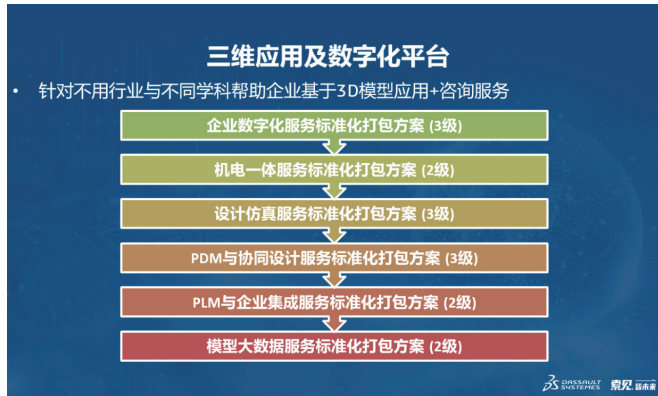 三维应用及数字化平台
• 针对不用行业与不同学科帮助企业基于3D模型应用+咨询服务
企业数字化服务标准化打包方案 (3级)
机电一体服务标准化打包方案 (2级)
设计仿真服务标准化打包方案 (3级)
PDM与协同设计服务标准化打包方案 (3级)
PLM与企业集成服务标准化打包方案 (2级)
模型大数据服务标准化打包方案 (2级)
DASSAULT SYSTEMES 索见,皆未来